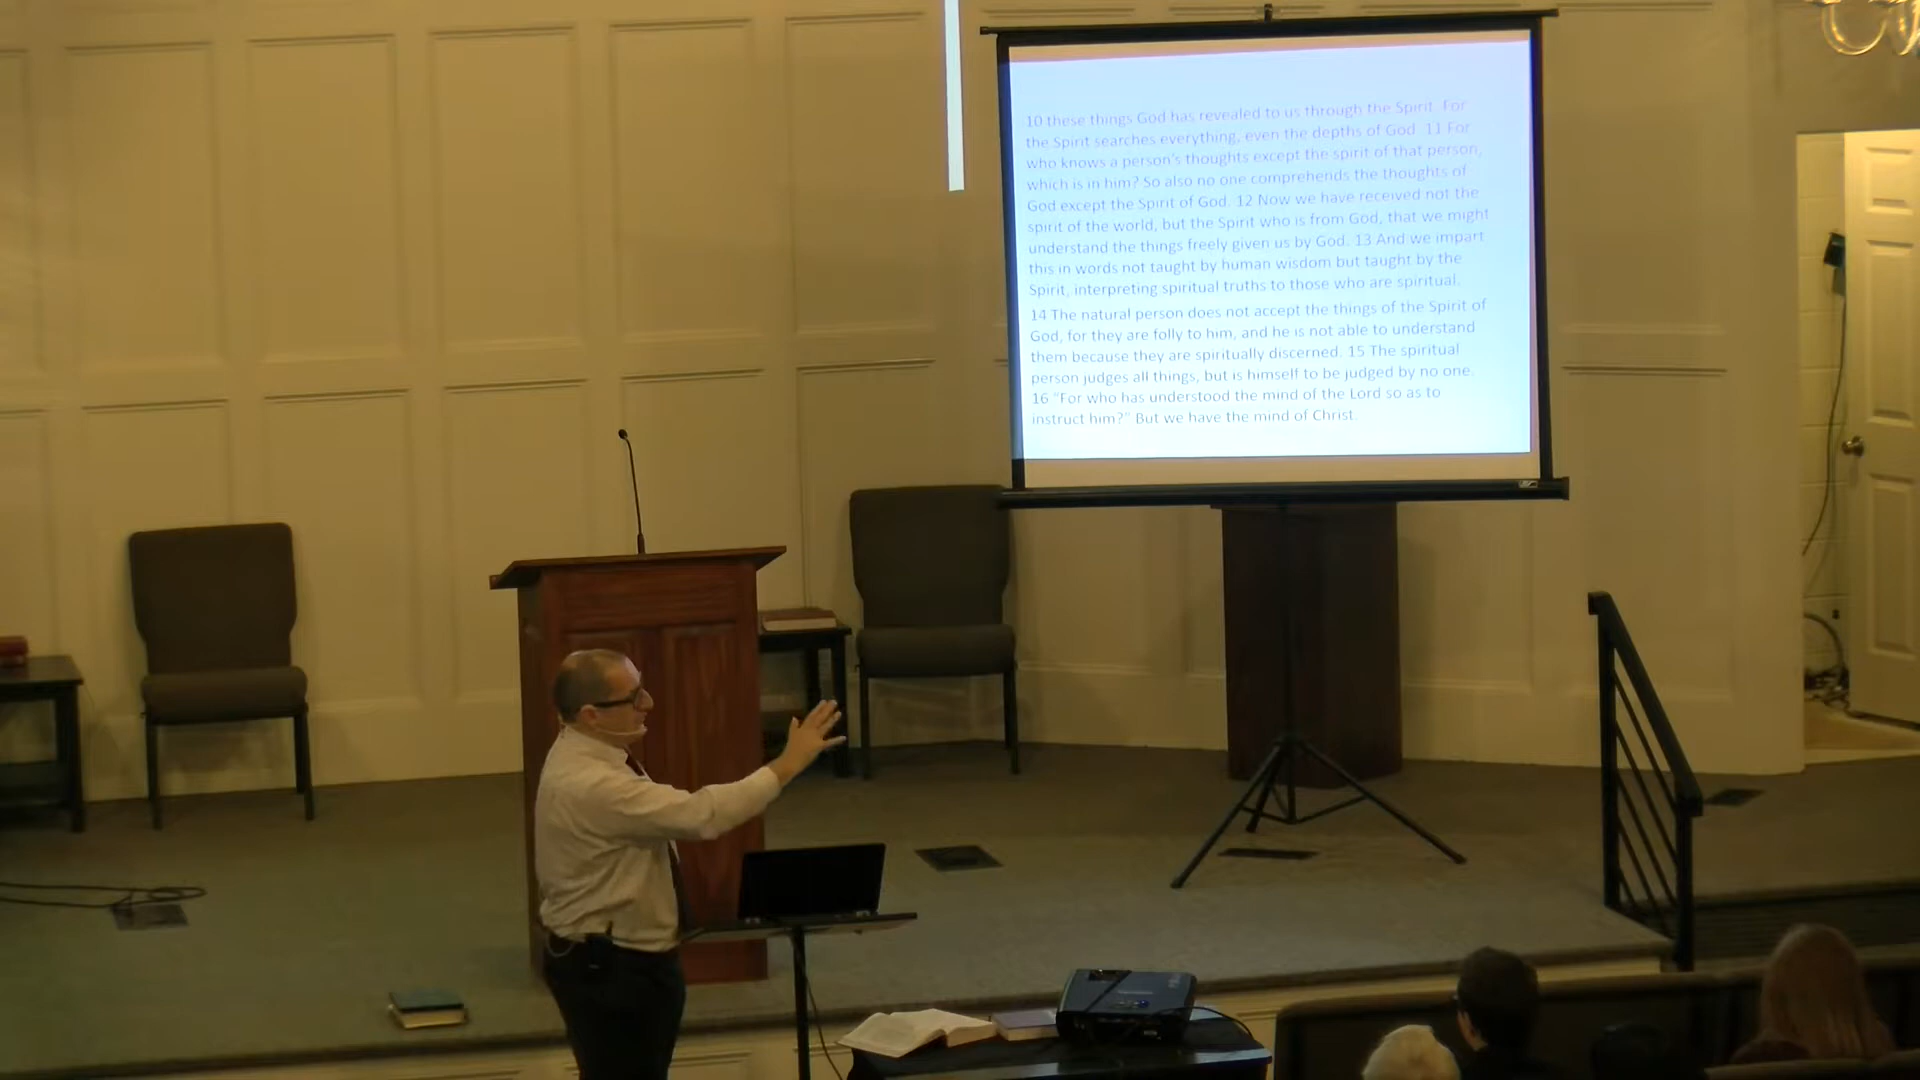 10 these things God has revealed to us through the Spirit. For
the Spirit searches everything, even the depths of God. 11 For
who knows a person's thoughts except the spirit of that person,
which is in him? So also no one comprehends the thoughts of
God except the Spirit of God. 12 Now we have received not the
spirit of the world, but the Spirit who is from God, that we might
understand the things freely given us by God. 13 And we impart
this in words not taught by human wisdom but taught by the
Spirit, interpreting spiritual truths to those who are spiritual.
14 The natural person does not accept the things of the Spirit of
God, for they are folly to him, and he is not able to understand
them because they are spiritually discerned. 15 The spiritual
person judges all things, but is himself to be judged by no one.
16 "For who has understood the mind of the Lord so as to
instruct him?" But we have the mind of Christ.